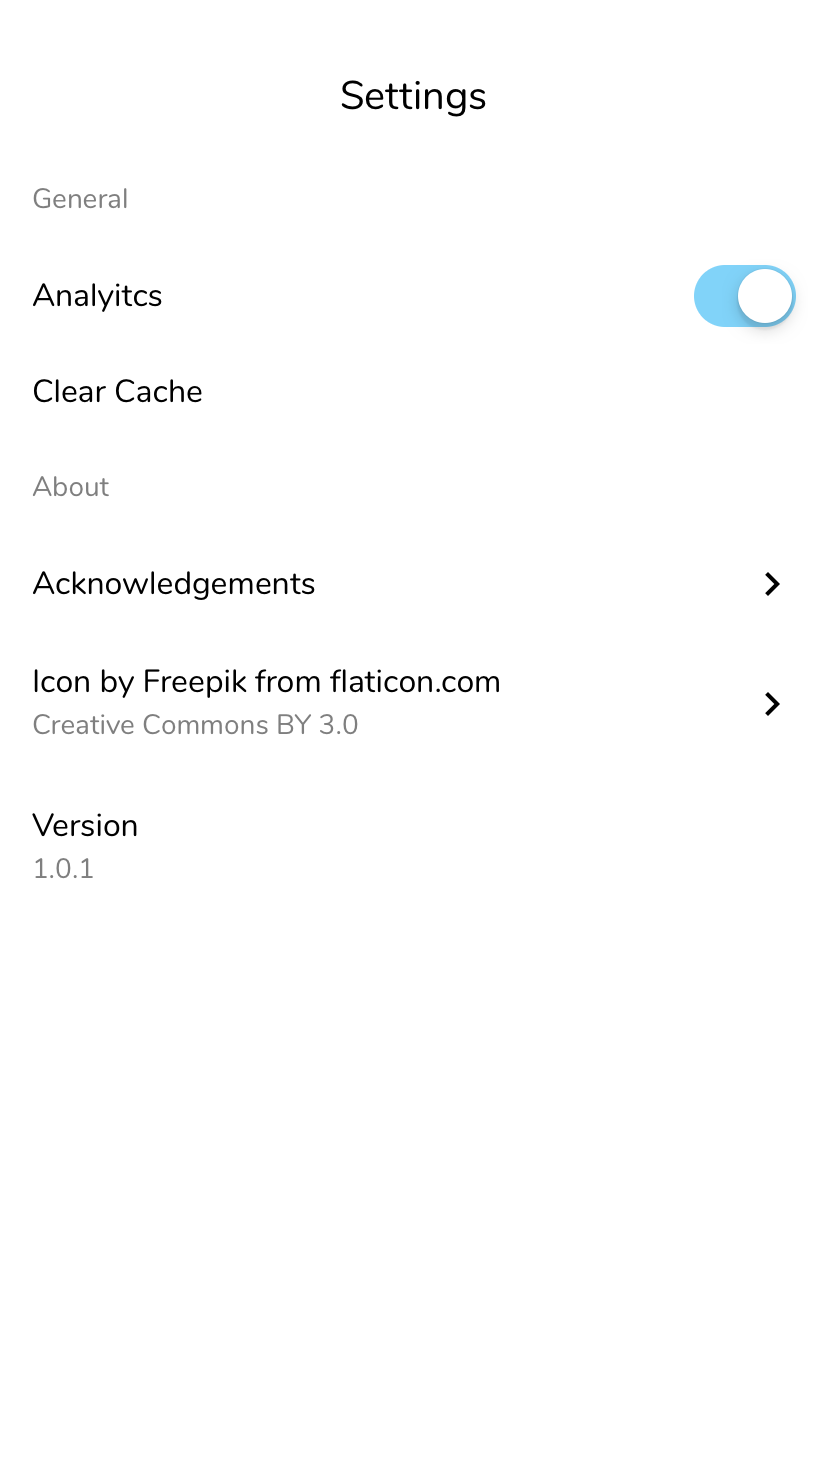 Settings
General
Analyitcs
Clear Cache
About
Acknowledgements
Icon by Freepik from flaticon.com
Creative Commons BY 3.0
Version
1.0.1